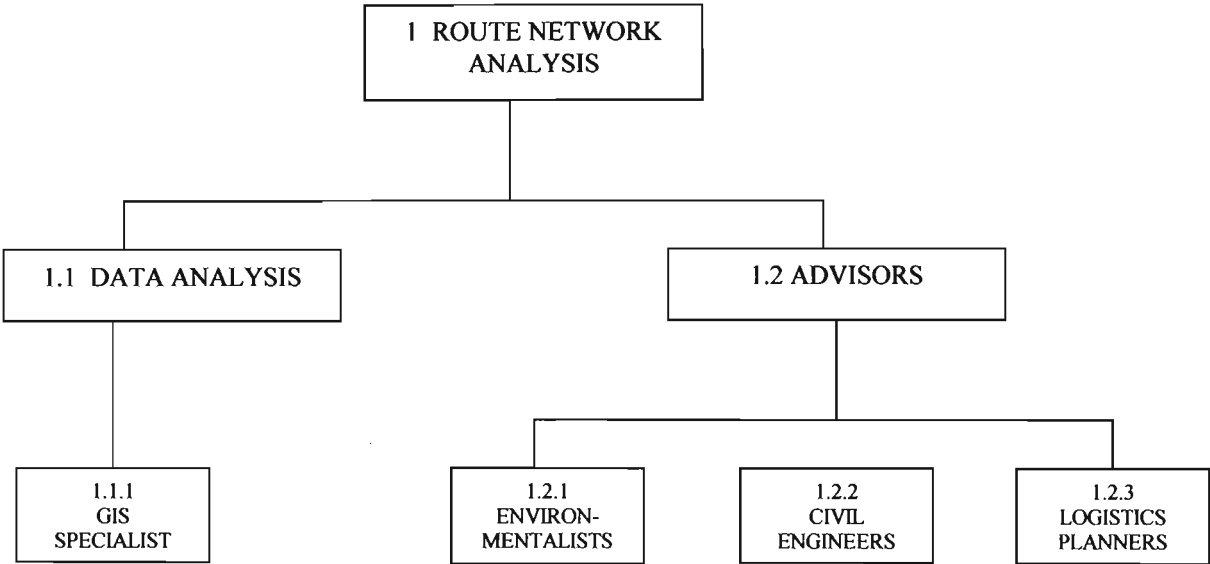 1 ROUTE NETWORK
ANALYSIS
1.1 DATA ANALYSIS
1.2 ADVISORS
1.1.1
GIS
SPECIALIST
1.2.1
ENVIRON-
MENTALISTS
1.2.2
CIVIL
ENGINEERS
1.2.3
LOGISTICS
PLANNERS